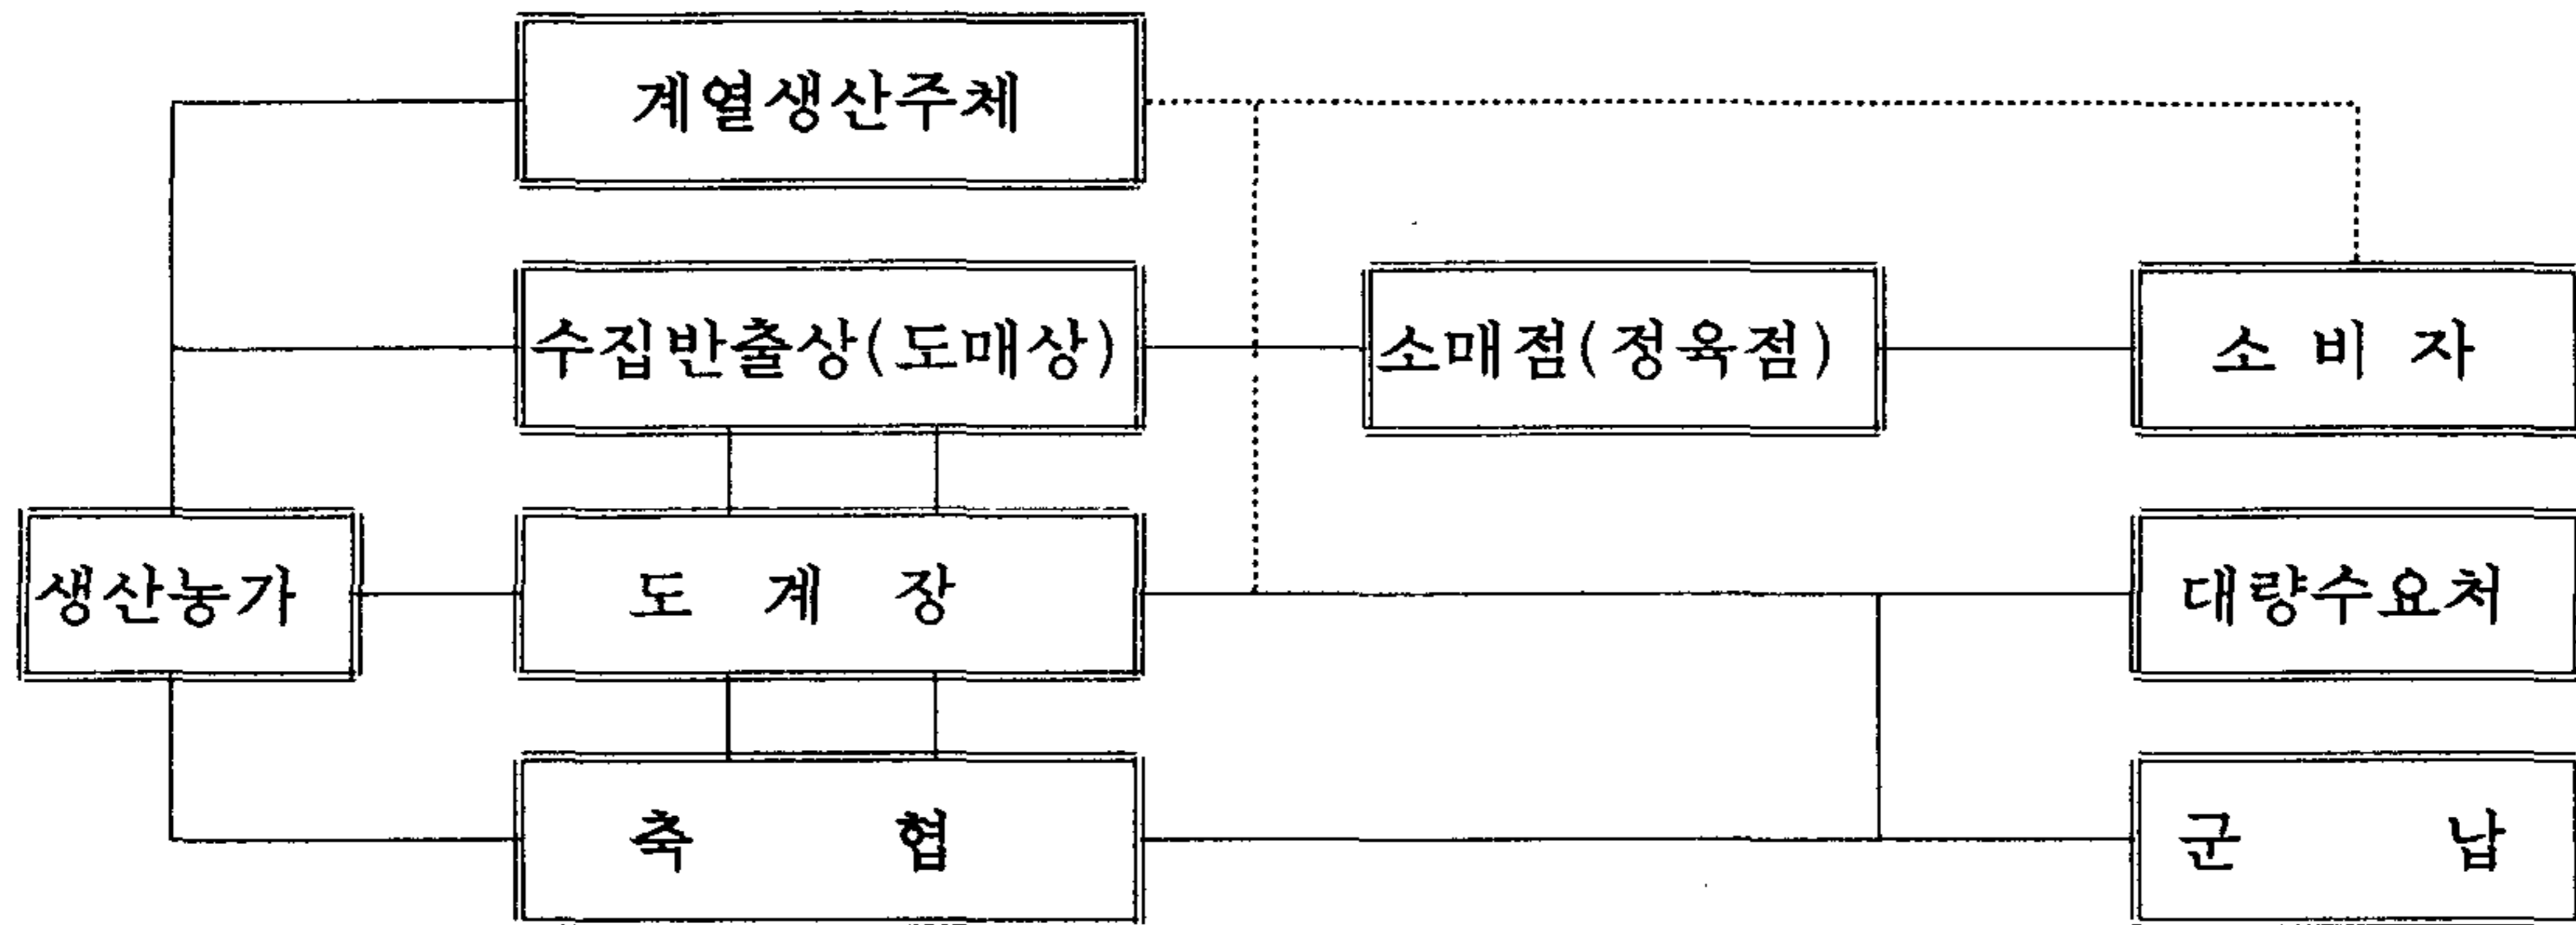 계열생산주체
수집반출상(도매상)
소매점(정육점)
소 비 자
생산농가
도 계 장
대량수요처
축 협
군 납